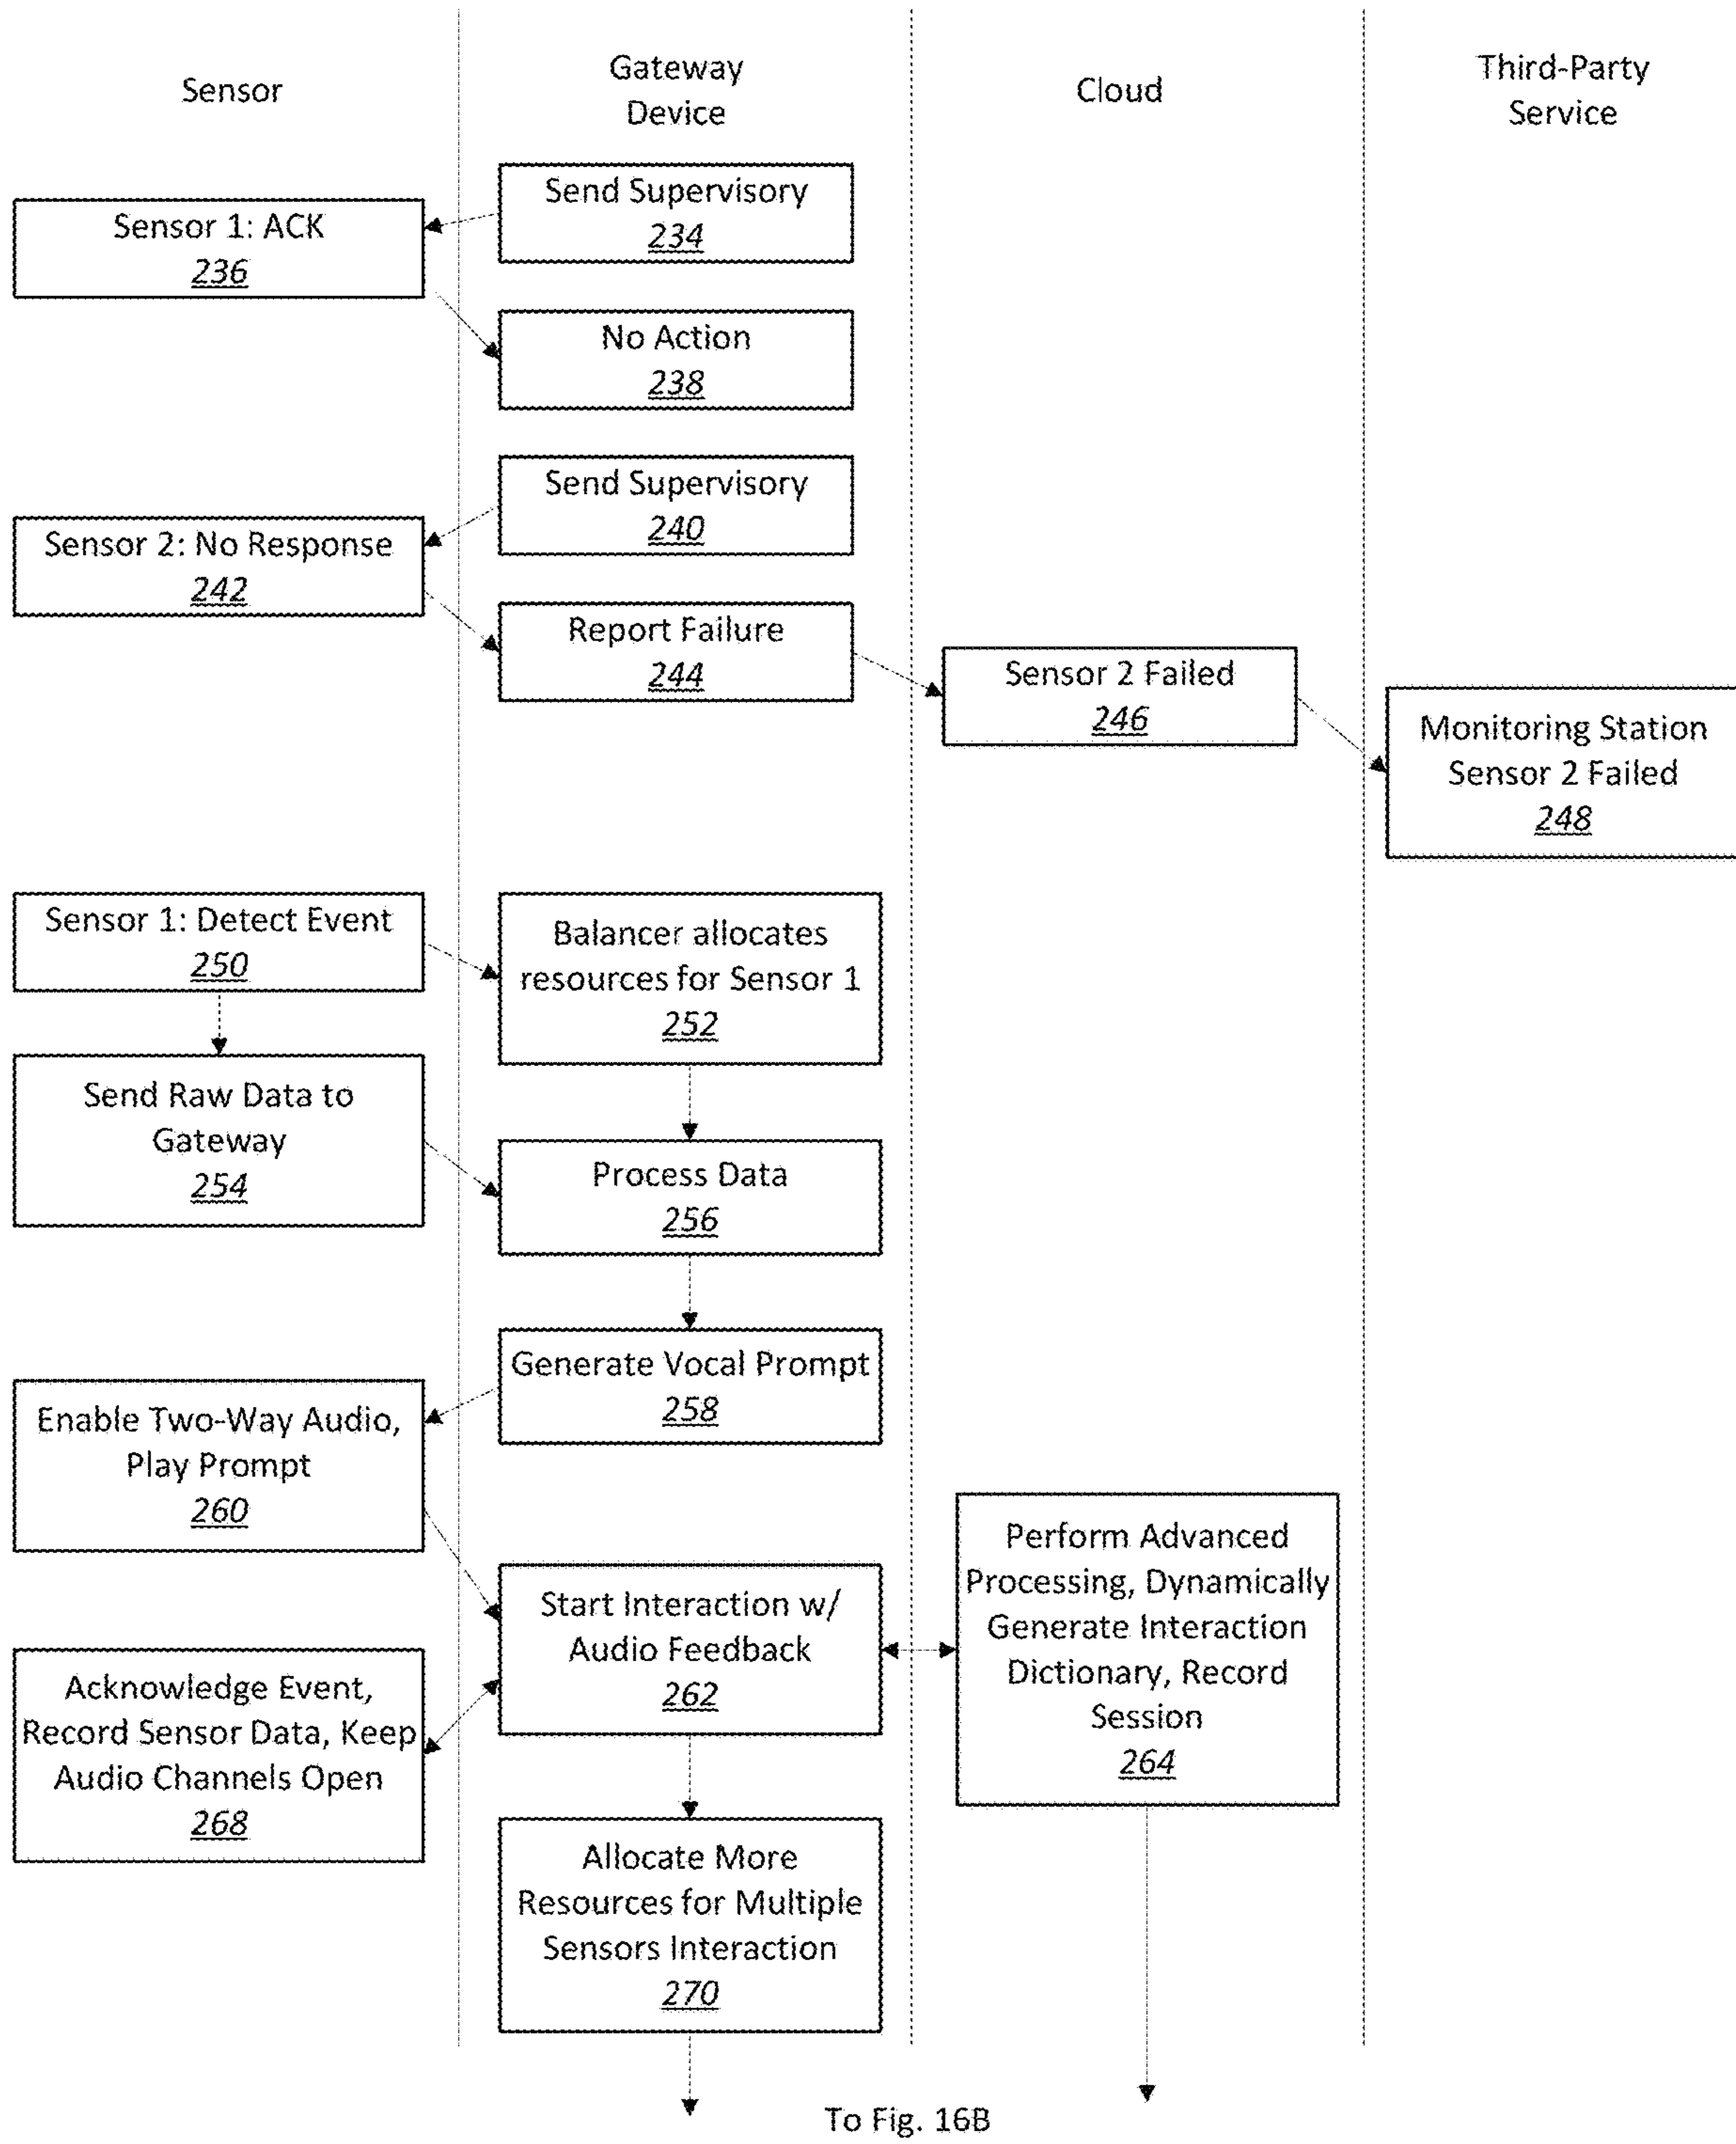 Sensor
Gateway
Device
Cloud
Third-Party
Service
Send Supervisory
234
Sensor 1: ACK
236
No Action
238
Send Supervisory
240
Sensor 2: No Response
242
Report Failure
244
Sensor 2 Failed
246
Monitoring Station
Sensor 2 Failed
248
Sensor 1: Detect Event
250
Balancer allocates
resources for Sensor 1
252
Send Raw Data to
Gateway
254
Process Data
256
Generate Vocal Prompt
258
Enable Two-Way Audio,
Play Prompt
260
Start Interaction w/
Audio Feedback
262
Perform Advanced
Processing, Dynamically
Generate Interaction
Dictionary, Record
Session
264
Acknowledge Event,
Record Sensor Data, Keep
Audio Channels Open
268
Allocate More
Resources for Multiple
Sensors Interaction
270
To Fig. 16B